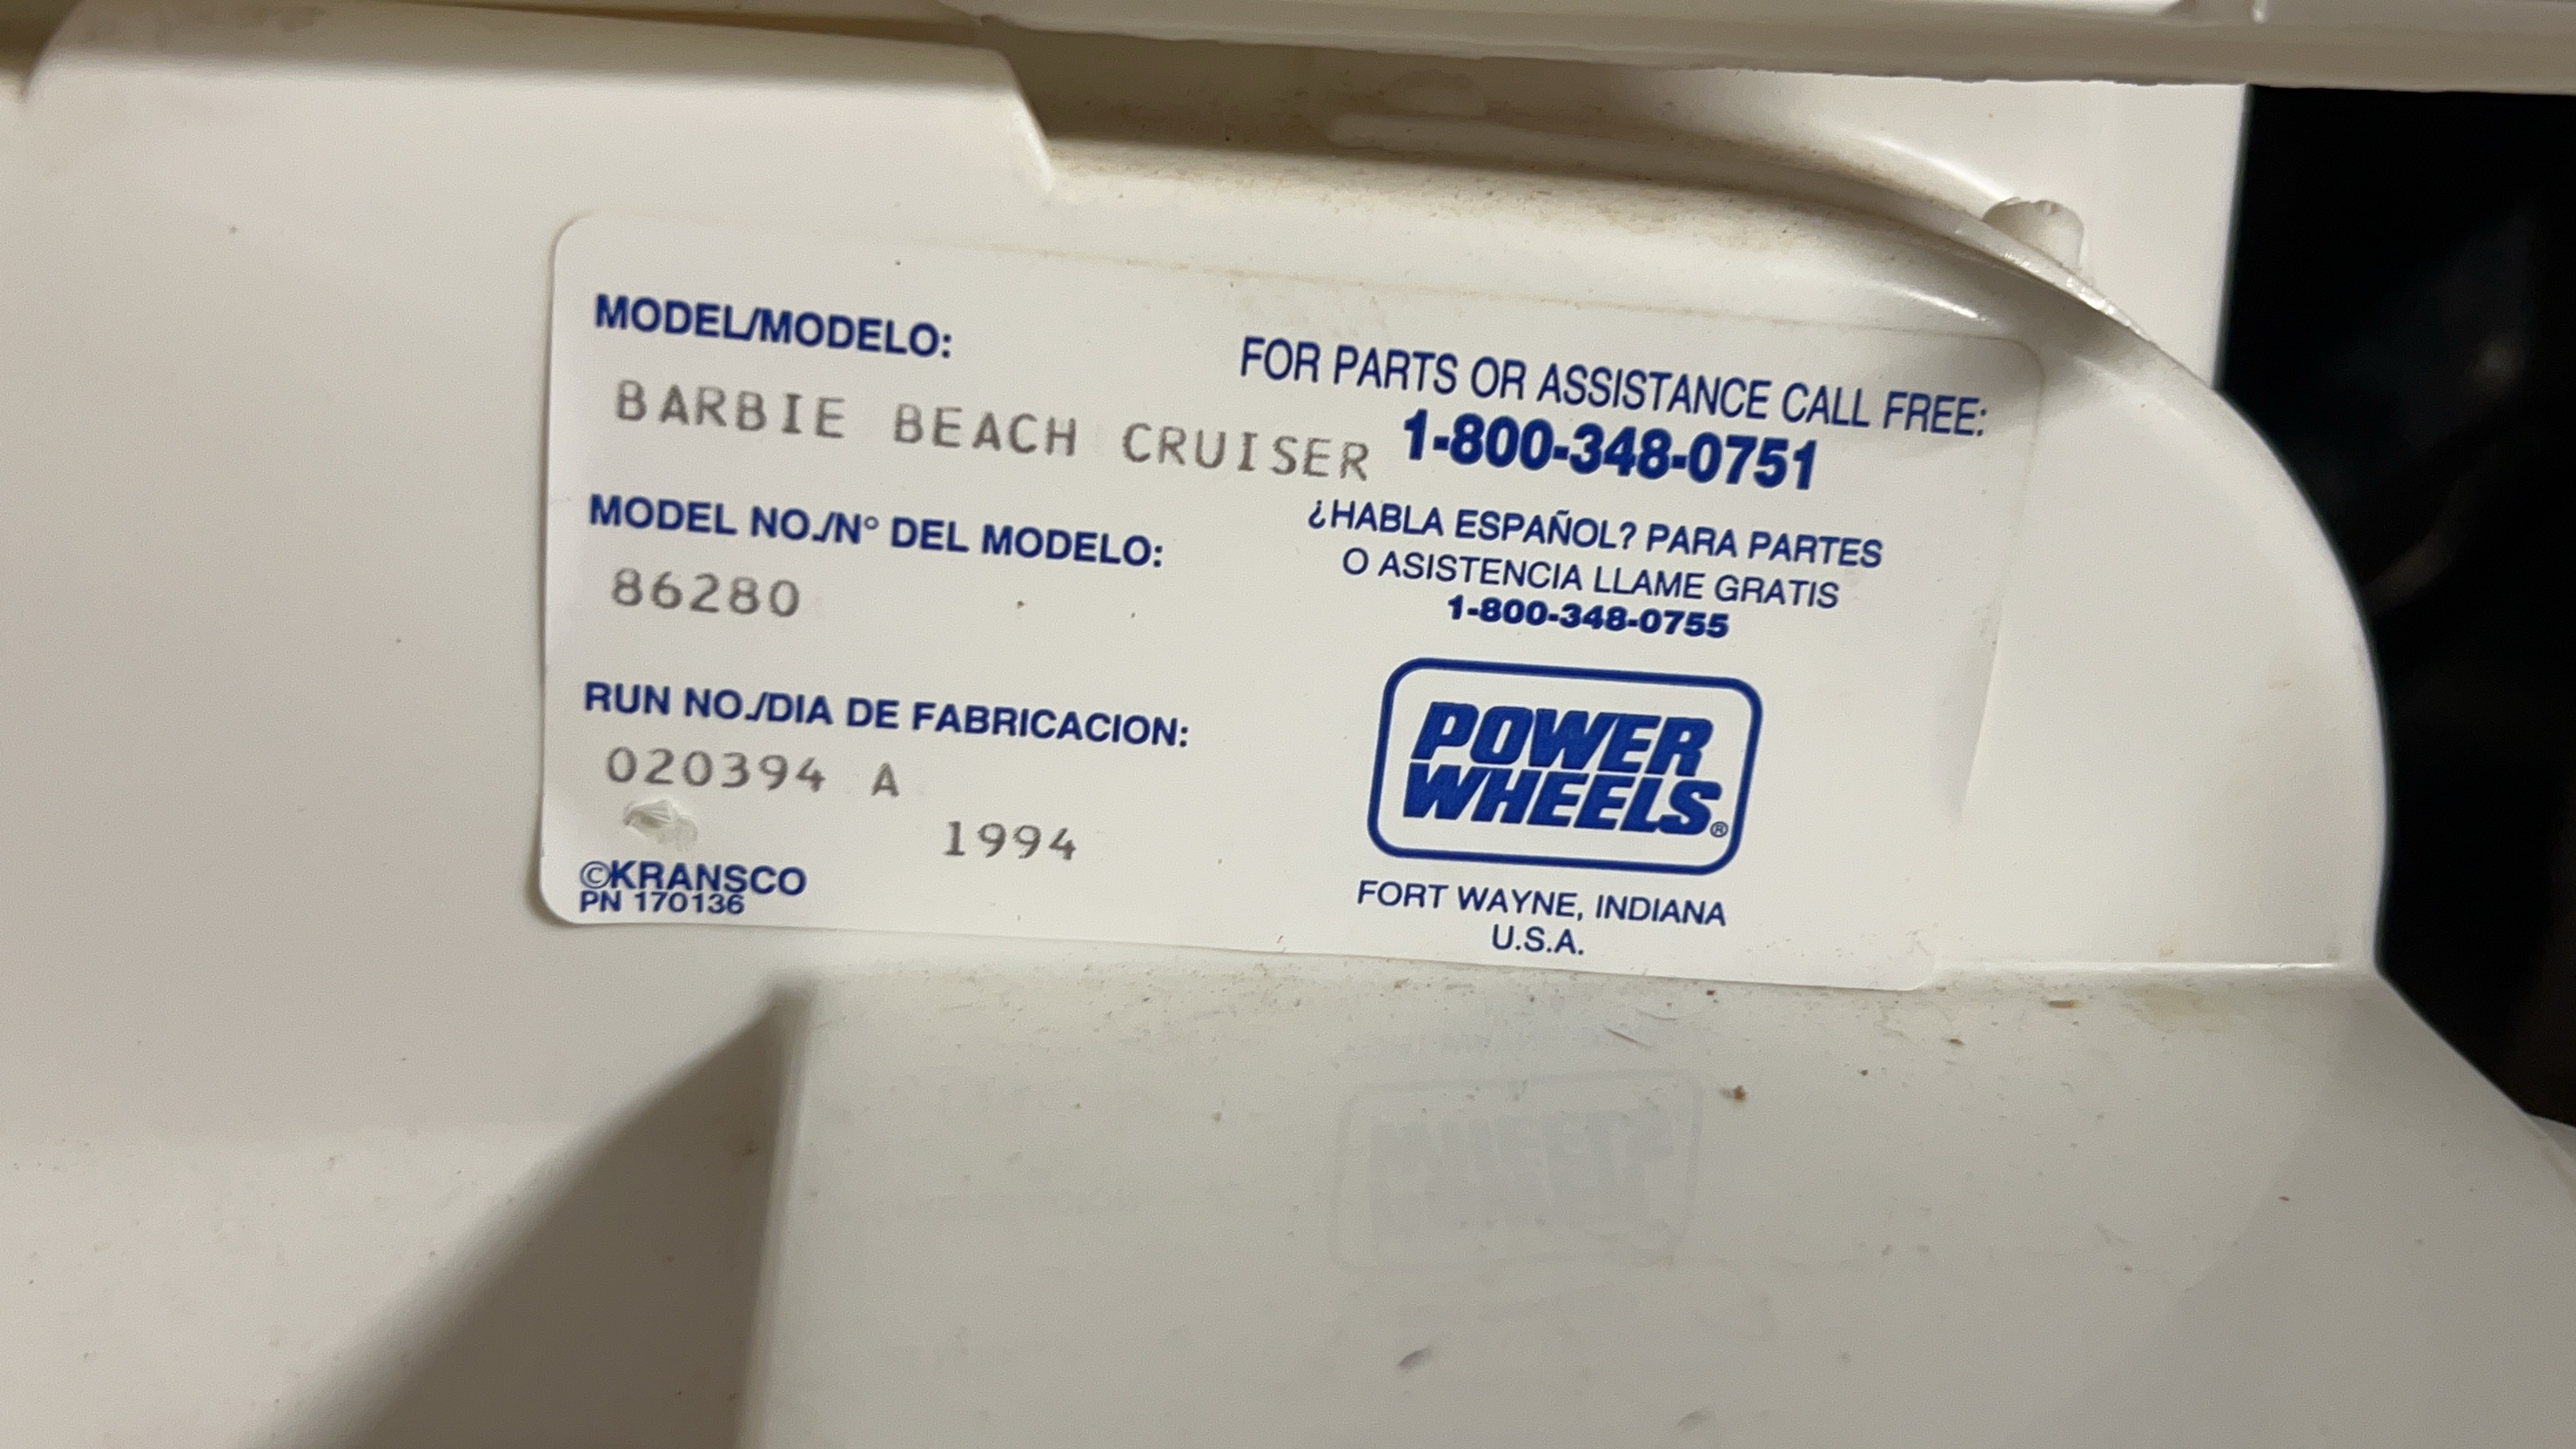 MODEL/MODELO:
BARBIE BEACH CRUISER
MODEL NO./N° DEL MODELO:
86280
RUN NO./DIA DE FABRICACION:
020394 A
1994
©KRANSCO
PN 170136
FOR PARTS OR ASSISTANCE CALL FREE:
1-800-348-0751
¿HABLA ESPAÑOL? PARA PARTES
O ASISTENCIA LLAME GRATIS
1-800-348-0755
POWER
WHEELS®
FORT WAYNE, INDIANA
U.S.A.